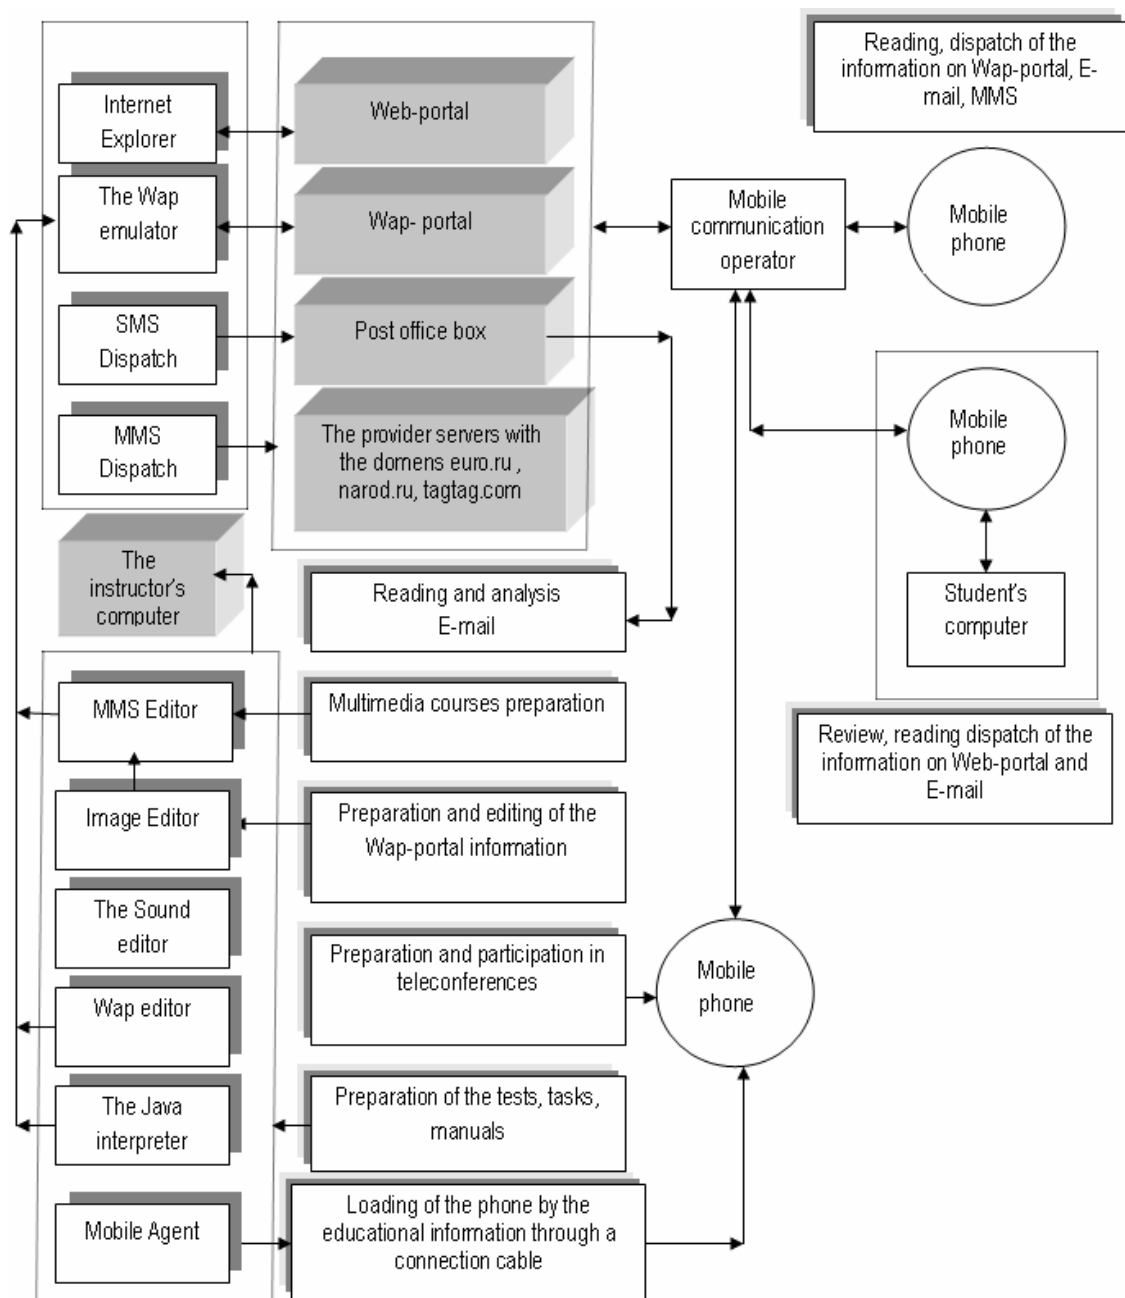 Internet
Explorer
The Wap
emulator
SMS
Dispatch
MMS
Dispatch
Web-portal
Wap- portal
Post office box
The provider servers with
the domens euro.ru ,
narod.ru, tagtag.com
Mobile
communication
operator
Reading, dispatch of the
information on Wap-portal, E-
mail, MMS
Mobile
phone
Mobile
phone
Student's
computer
Review, reading dispatch of the
information on Web-portal and
E-mail
The
instructor's
computer
Reading and analysis
E-mail
MMS Editor
Multimedia courses preparation
Image Editor
Preparation and editing of the
Wap-portal information
The Sound
editor
Preparation and participation in
teleconferences
Mobile
phone
Wap editor
The Java
interpreter
Preparation of the tests, tasks,
manuals
Mobile Agent
Loading of the phone by the
educational information through a
connection cable